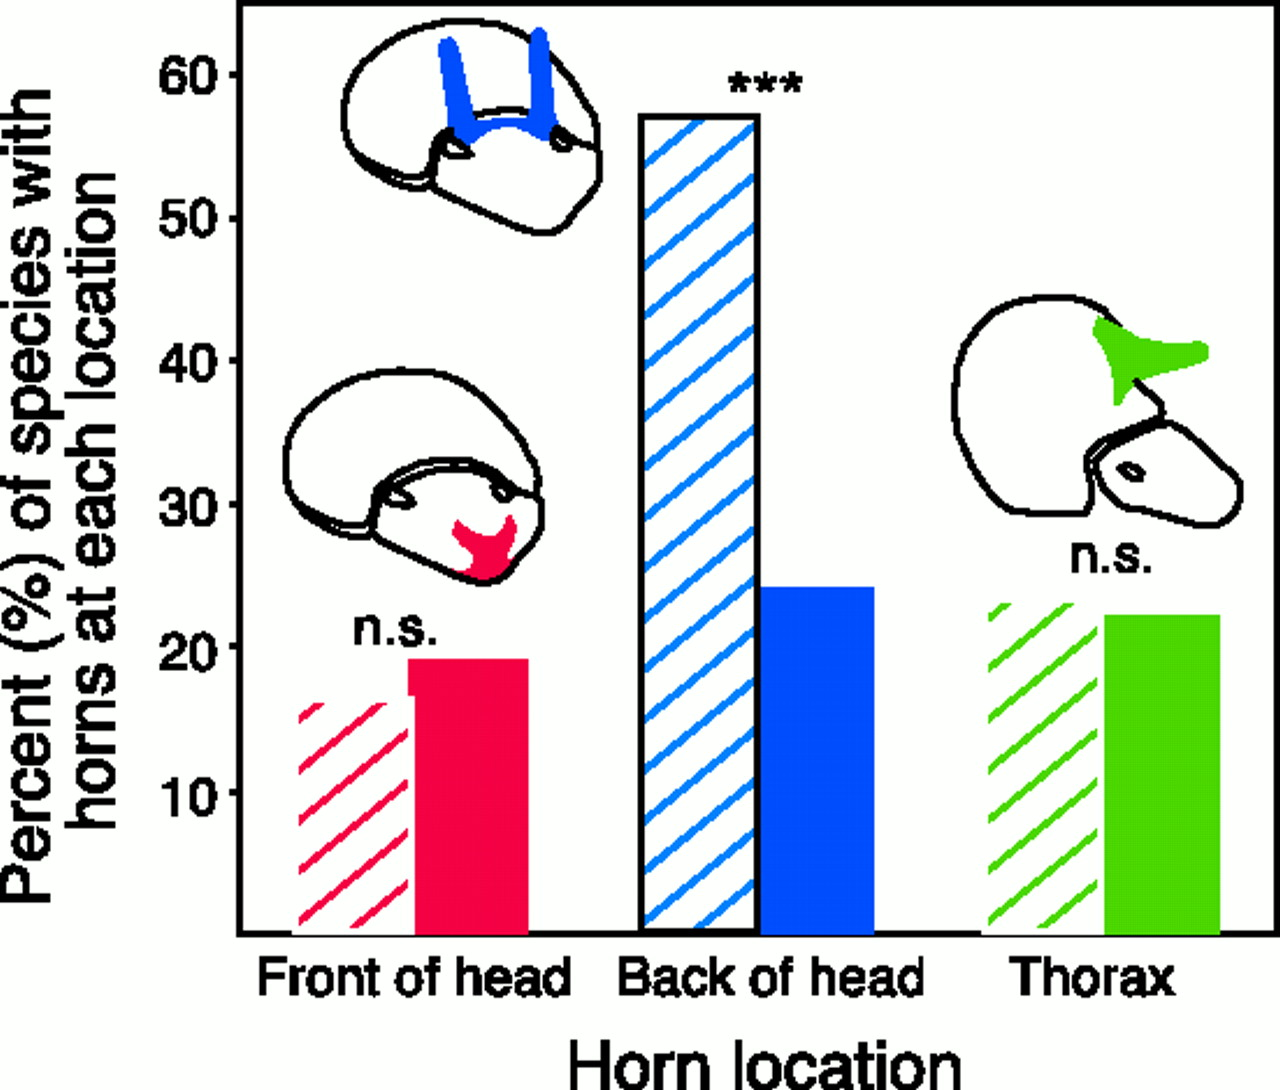 Percent (%) of species with
horns at each location
60
50
40
30
20
10
***
n.s.
n.s.
Front of head
Back of head
Thorax
Horn location